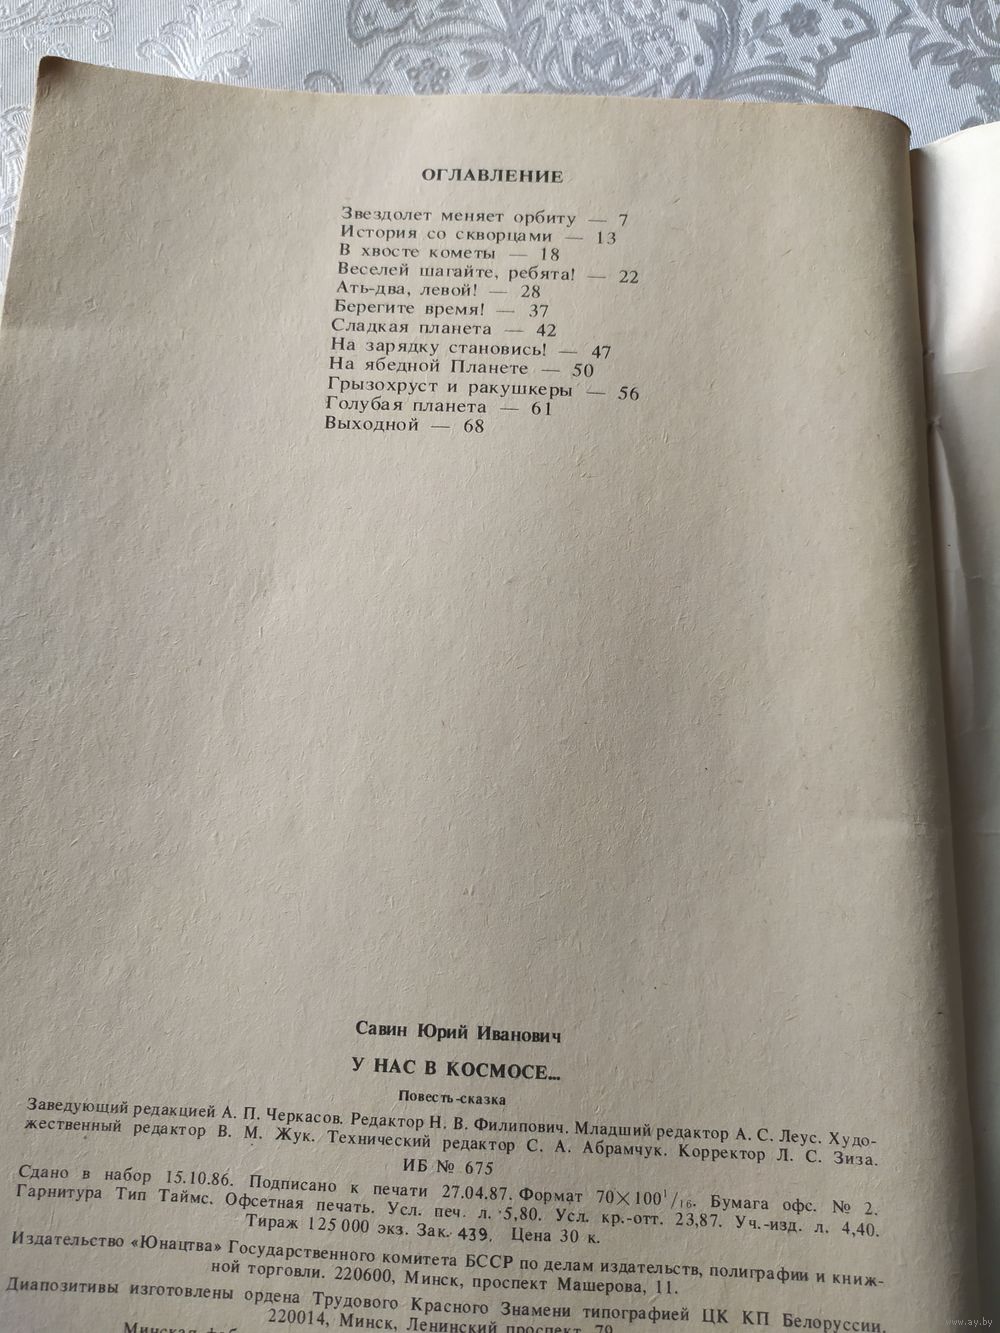 ОГЛАВЛЕНИЕ
Звездолет меняет орбиту — 7
История со скворцами — 13
В хвосте кометы — 18
Веселей шагайте, ребята! — 22
Ать-два, левой! — 28
Берегите время! — 37
Сладкая планета — 42
На зарядку становись! — 47
На ябедной Планете — 50
Грызохруст и ракушкеры — 56
Голубая планета — 61
Выходной — 68
Савин Юрий Иванович
У НАС В КОСМОСЕ...
Повесть-сказка
Заведующий редакцией А. П. Черкасов. Редактор Н. В. Филипович. Младший редактор А. С. Леус. Худо-
жественный редактор В. М. Жук. Технический редактор С. А. Абрамчук. Корректор Л. С. Зиза.
ИБ № 675
Сдано в набор 15.10.86. Подписано к печати 27.04.87. Формат 70×100¹/₁₆. Бумага офс. № 2.
Гарнитура Тип Таймс. Офсетная печать. Усл. печ. л. 5,80. Усл. кр.-отт. 23,87. Уч.-изд. л. 4,40.
Тираж 125 000 экз. Зак. 439. Цена 30 к.
Издательство «Юнацтва» Государственного комитета БССР по делам издательств, полиграфии и книж-
ной торговли. 220600, Минск, проспект Машерова, 11.
Диапозитивы изготовлены ордена Трудового Красного Знамени типографией ЦК КП Белоруссии.
220014, Минск, Ленинский проспект, 79.
Минская
www.ay.by